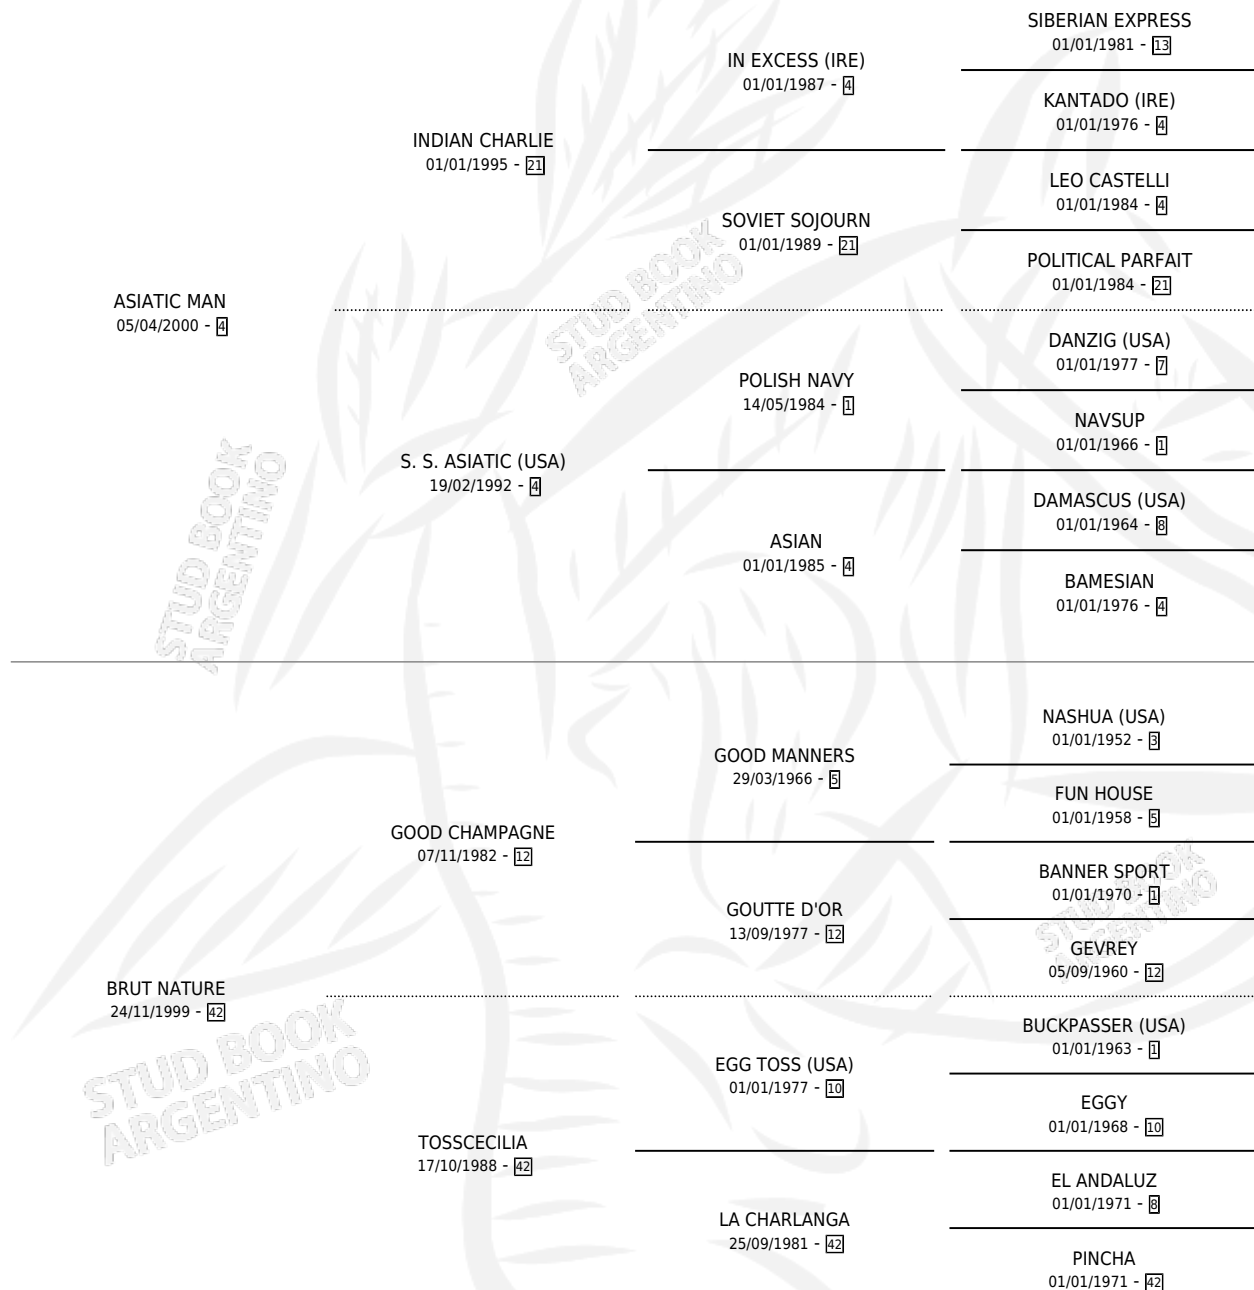 SIBERIAN EXPRESS
01/01/1981 - 13
IN EXCESS (IRE)
01/01/1987 - 4
KANTADO (IRE)
01/01/1976 - 4
INDIAN CHARLIE
01/01/1995 - 21
LEO CASTELLI
01/01/1984 - 4
SOVIET SOJOURN
01/01/1989 - 21
POLITICAL PARFAIT
01/01/1984 - 21
ASIATIC MAN
05/04/2000 - 4
DANZIG (USA)
01/01/1977 - 7
POLISH NAVY
14/05/1984 - 1
NAVSUP
01/01/1966 - 1
S. S. ASIATIC (USA)
19/02/1992 - 4
DAMASCUS (USA)
01/01/1964 - 8
ASIAN
01/01/1985 - 4
BAMESIAN
01/01/1976 - 4
NASHUA (USA)
01/01/1952 - 3
GOOD MANNERS
29/03/1966 - 5
FUN HOUSE
01/01/1958 - 5
GOOD CHAMPAGNE
07/11/1982 - 12
BANNER SPORT
01/01/1970 - 1
GOUTTE D'OR
13/09/1977 - 12
GEVREY
05/09/1960 - 12
BRUT NATURE
24/11/1999 - 42
BUCKPASSER (USA)
01/01/1963 - 1
EGG TOSS (USA)
01/01/1977 - 10
EGGY
01/01/1968 - 10
TOSSCECILIA
17/10/1988 - 42
EL ANDALUZ
01/01/1971 - 8
LA CHARLANGA
25/09/1981 - 42
PINCHA
01/01/1971 - 42
STUD BOOK
ARGENTINO
STUD BOOK
ARGENTINO
STUD BOOK
ARGENTINO
STUD BOOK
ARGENTINO